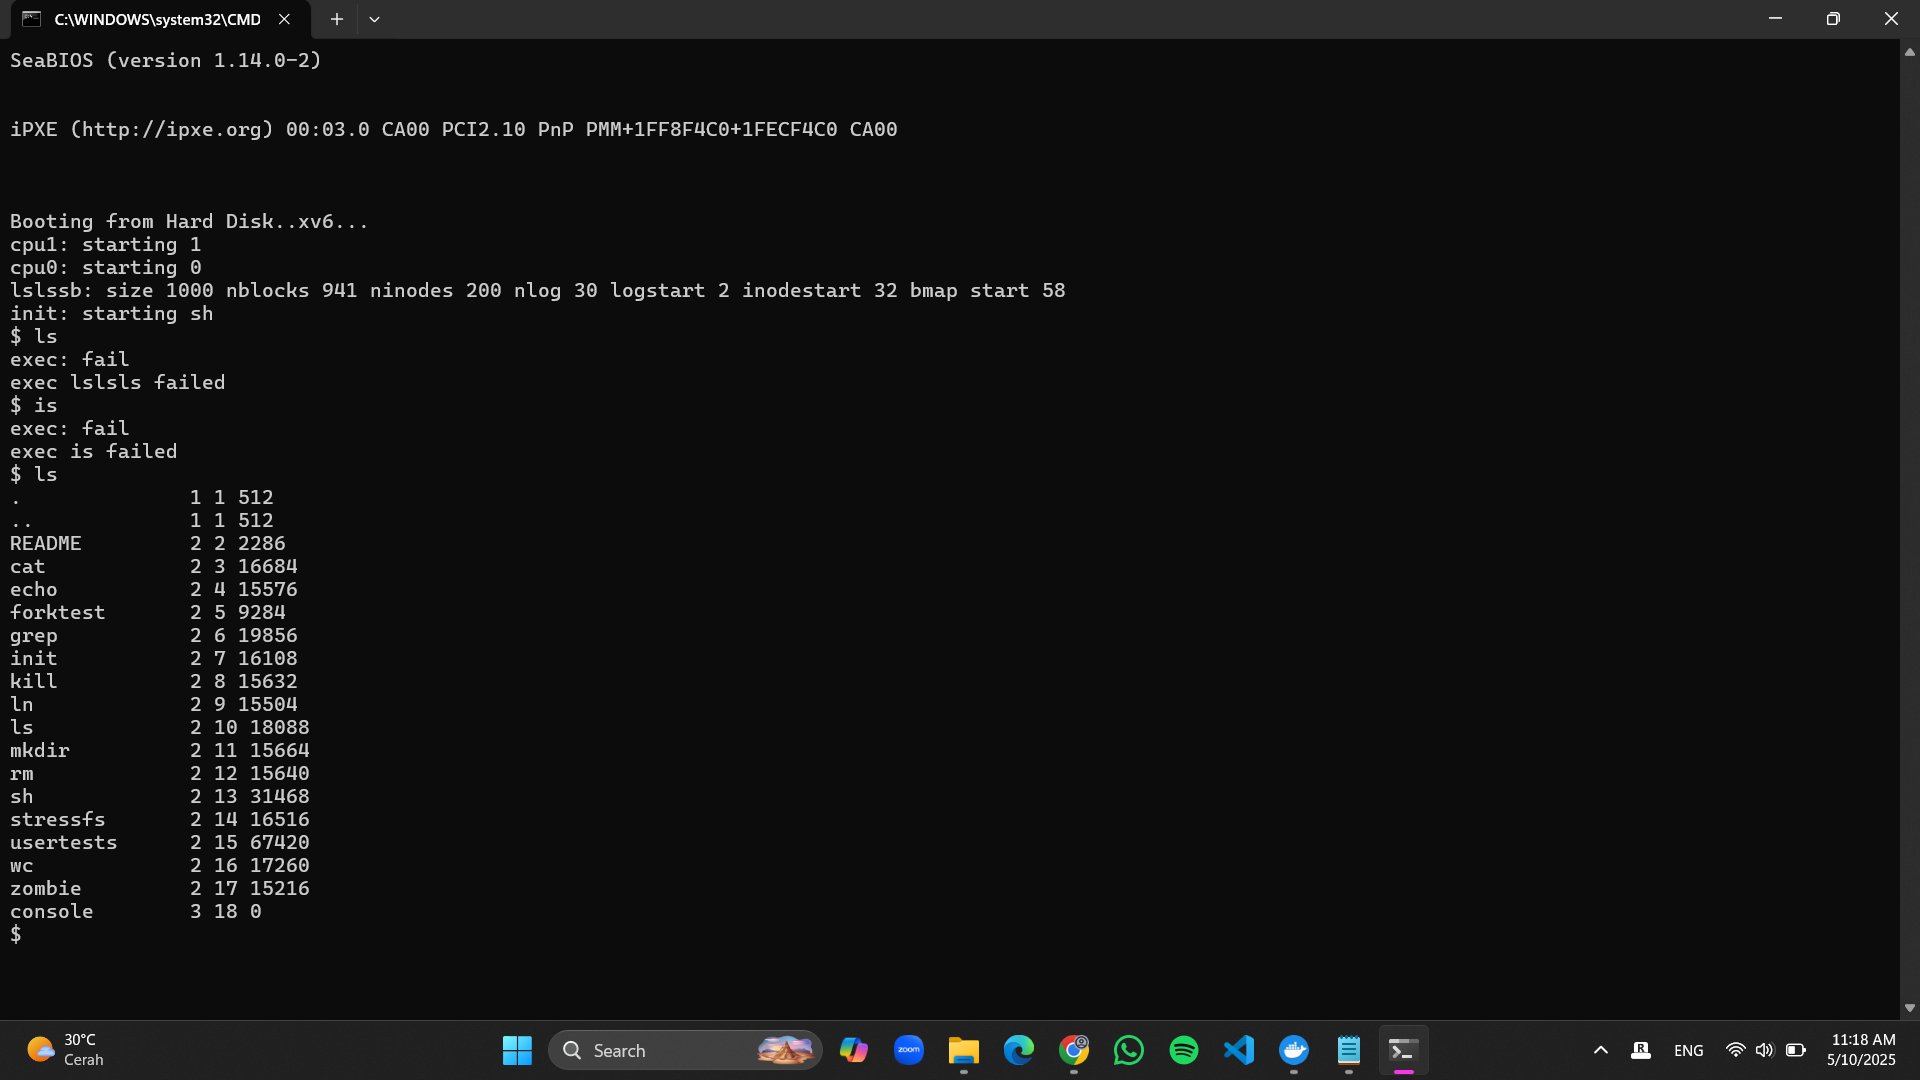 C:\WINDOWS\system32\CMD
SeaBIOS (version 1.14.0-2)
iPXE (http://ipxe.org) 00:03.0 CA00 PCI2.10 PnP PMM+1FF8F4C0+1FECF4C0 CA00
Booting from Hard Disk..xv6...
cpu1: starting 1
cpu0: starting 0
lslssb: size 1000 nblocks 941 ninodes 200 nlog 30 logstart 2 inodestart 32 bmap start 58
init: starting sh
$ ls
exec: fail
exec lslsls failed
$ is
exec: fail
exec is failed
$ ls
. 1 1 512
.. 1 1 512
README 2 2 2286
cat 2 3 16684
echo 2 4 15576
forktest 2 5 9284
grep 2 6 19856
init 2 7 16108
kill 2 8 15632
ln 2 9 15504
ls 2 10 18088
mkdir 2 11 15664
rm 2 12 15640
sh 2 13 31468
stressfs 2 14 16516
usertests 2 15 67420
wc 2 16 17260
zombie 2 17 15216
console 3 18 0
$
30°C
Cerah
Search
zoom
R
ENG
11:18 AM
5/10/2025